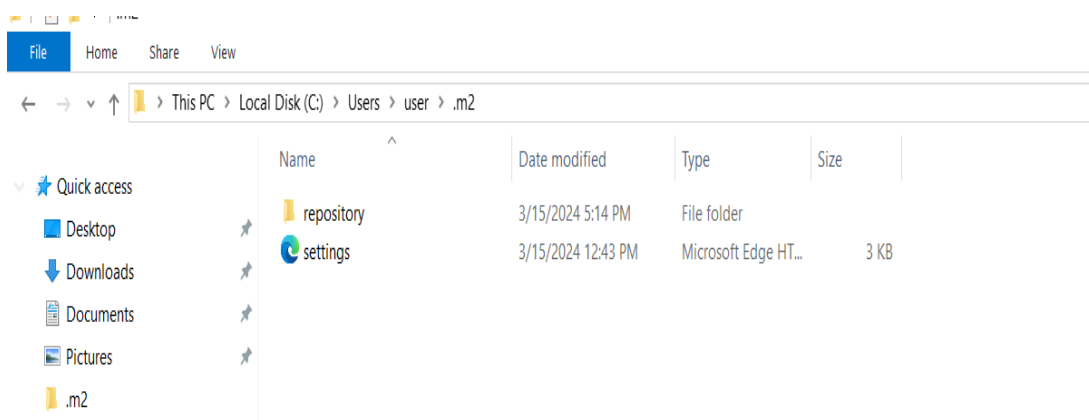 File Home Share View
This PC > Local Disk (C:) > Users > user > .m2
Name Date modified Type Size
Quick access
repository 3/15/2024 5:14 PM File folder
Desktop
settings 3/15/2024 12:43 PM Microsoft Edge HT... 3 KB
Downloads
Documents
Pictures
.m2